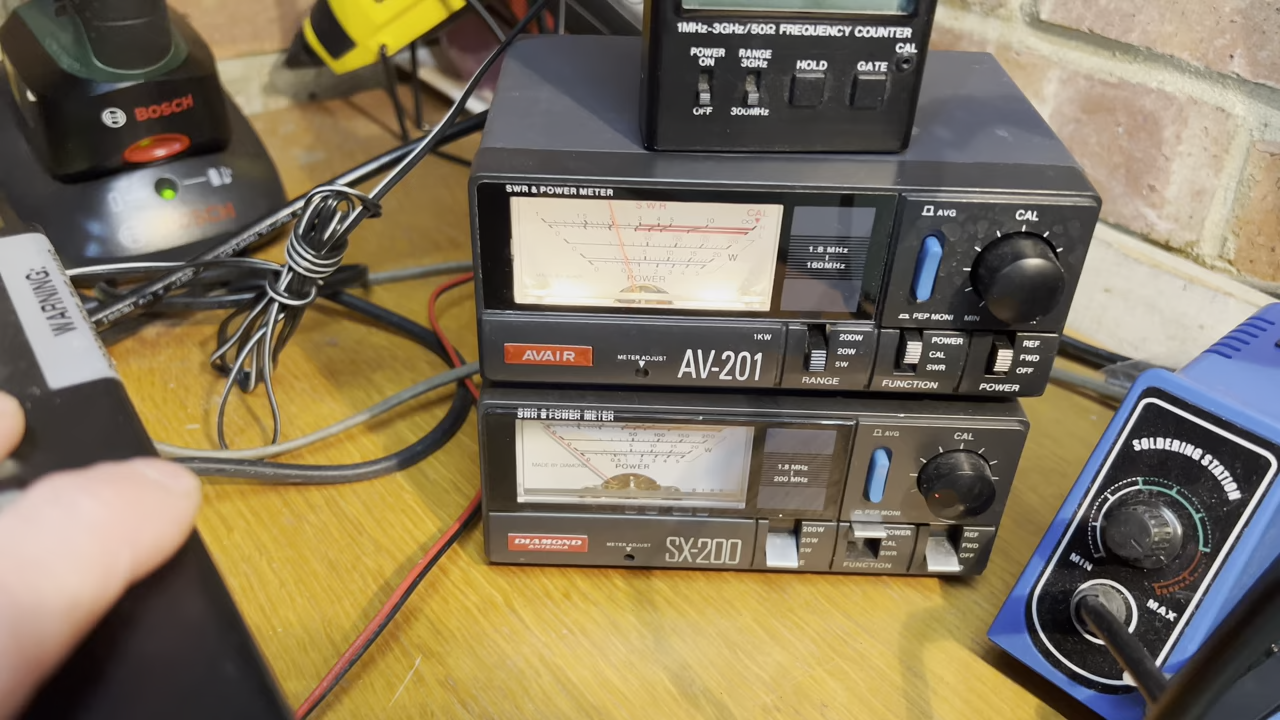 1MHz-3GHz/50Ω FREQUENCY COUNTER
CAL
POWER
ON
OFF
RANGE
3GHz
300MHz
HOLD
GATE
BOSCH
BOSCH
WARNING:
SWR & POWER METER
SWR
CAL
W
POWER
1.8 MHz
160MHz
AVG
PEP MONI
CAL
MIN
AVAIR
METER ADJUST
1KW
AV-201
200W
20W
5W
RANGE
POWER
CAL
SWR
FUNCTION
REF
FWD
OFF
POWER
SWR & POWER METER
50 100 150 200
W
MADE BY DIAMOND
POWER
1.8 MHz
200 MHz
AVG
PEP MONI
CAL
DIAMOND
ANTENNA
METER ADJUST
SX-200
200W
20W
5W
E
POWER
CAL
SWR
FUNCTION
REF
FWD
OFF
SOLDERING STATION
MIN
MAX